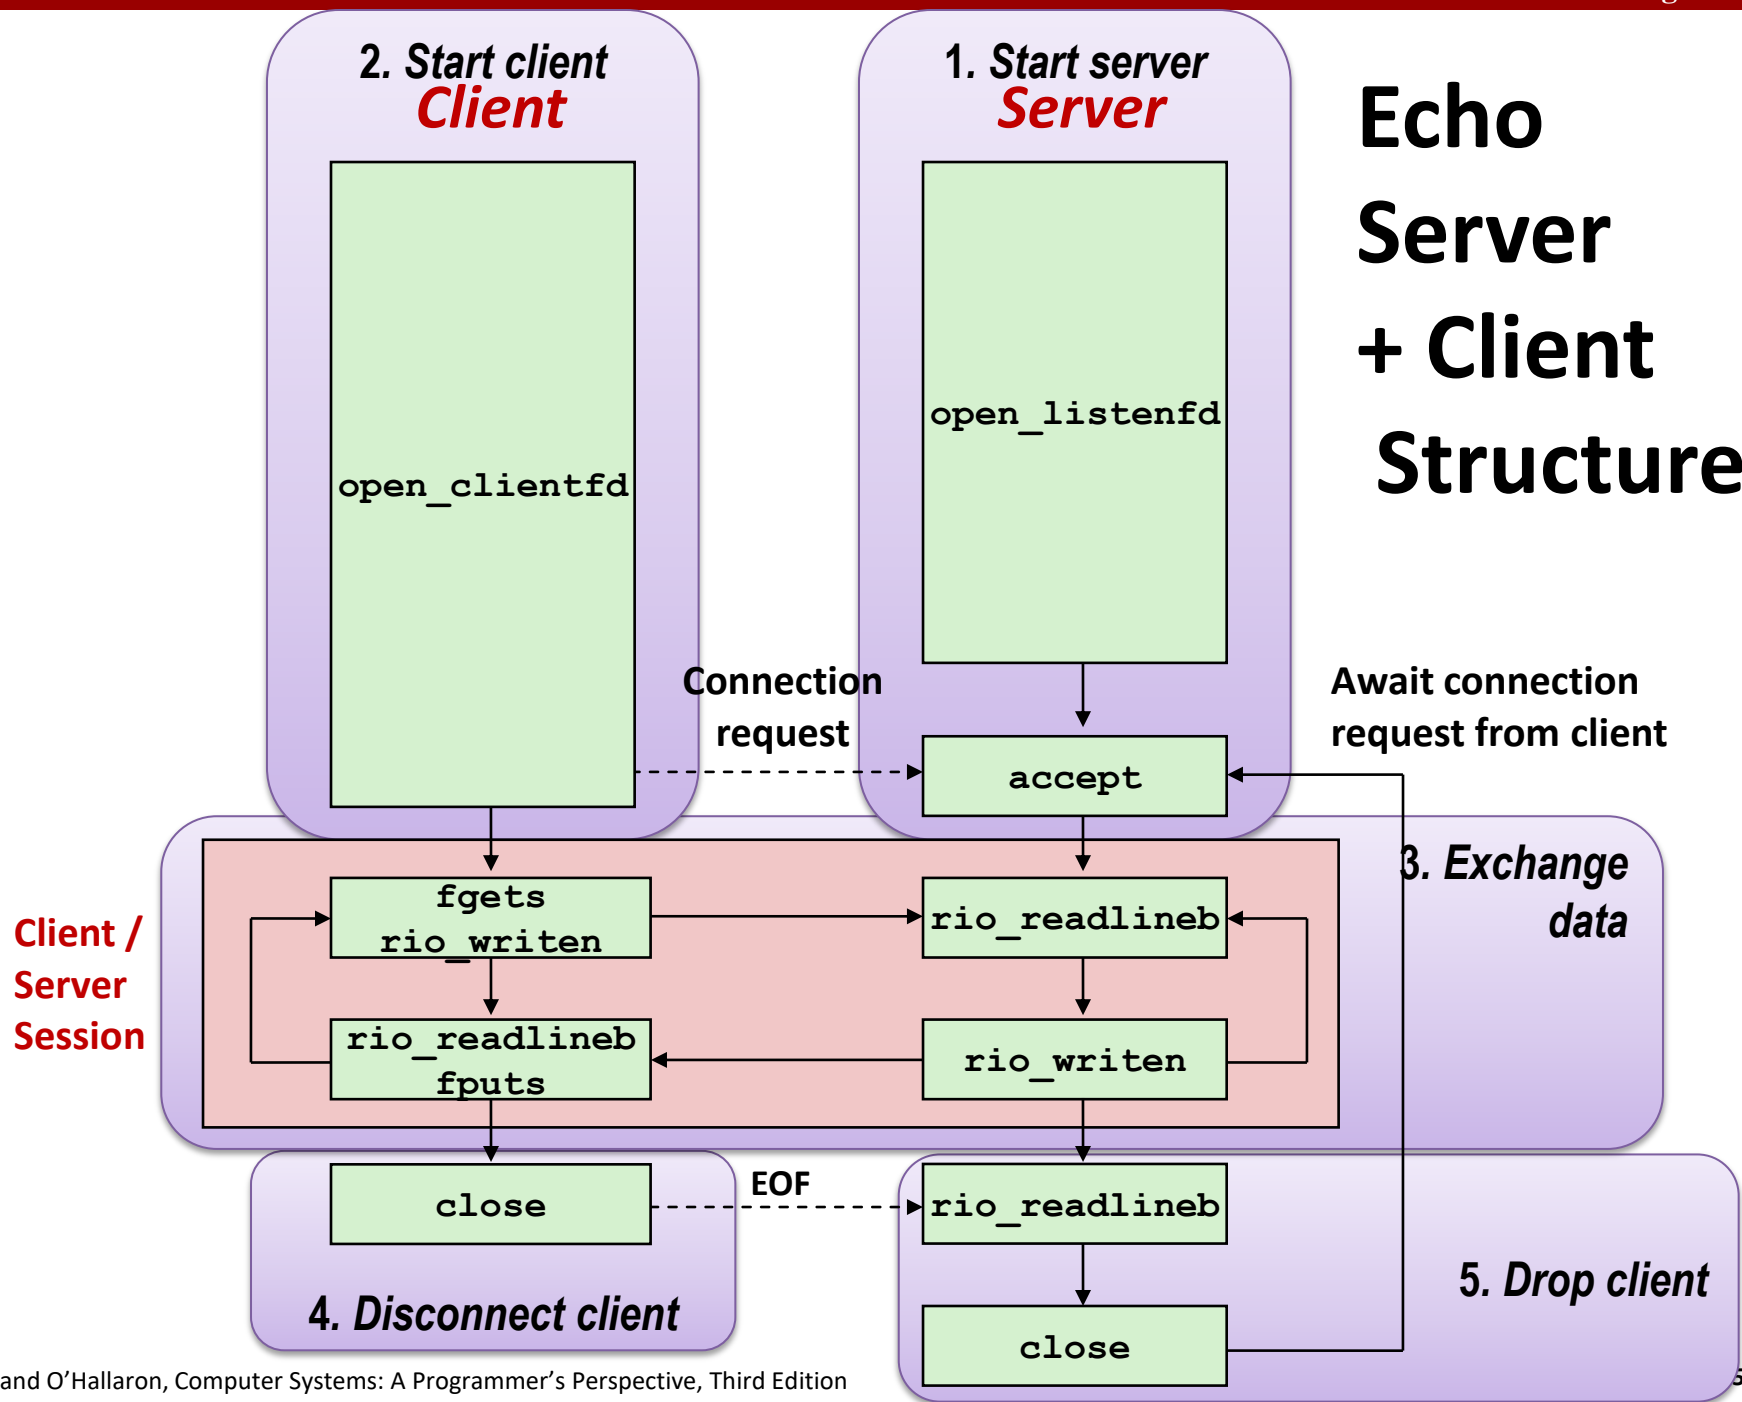 2. Start client
Client
1. Start server
Server
Echo
Server
+ Client
Structure
open_clientfd
open_listenfd
Connection
request
Await connection
request from client
accept
3. Exchange
data
Client /
Server
Session
fgets
rio_writen
rio_readlineb
rio_readlineb
fputs
rio_writen
close
EOF
rio_readlineb
4. Disconnect client
5. Drop client
close
and O'Hallaron, Computer Systems: A Programmer's Perspective, Third Edition